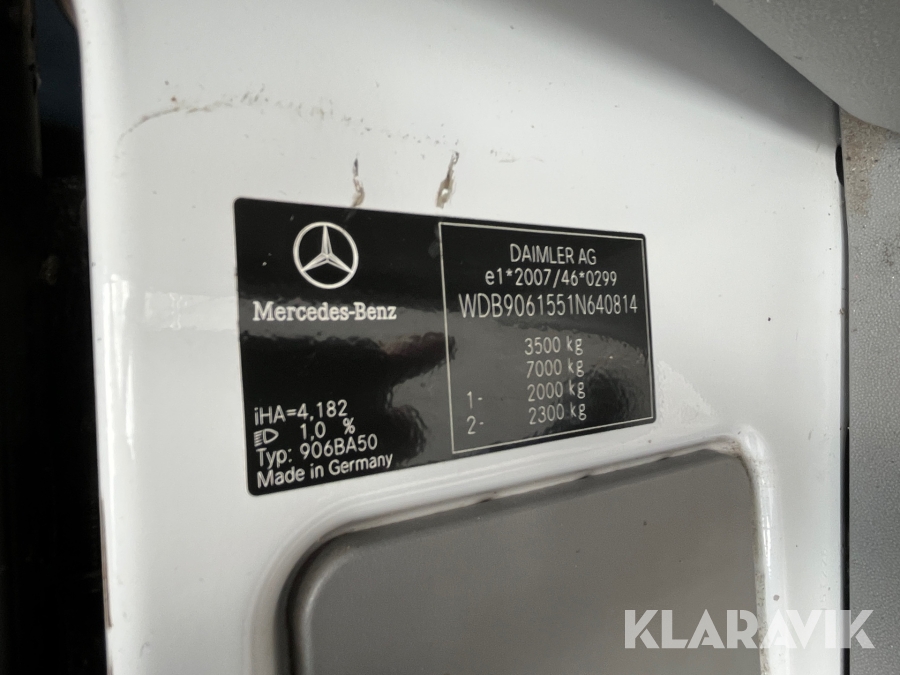 Mercedes-Benz
iHA=4,182
1,0 %
Typ: 906BA50
Made in Germany
DAIMLER AG
e1*2007/46*0299
WDB9061551N640814
3500 kg
7000 kg
1- 2000 kg
2- 2300 kg
KLARAVIK